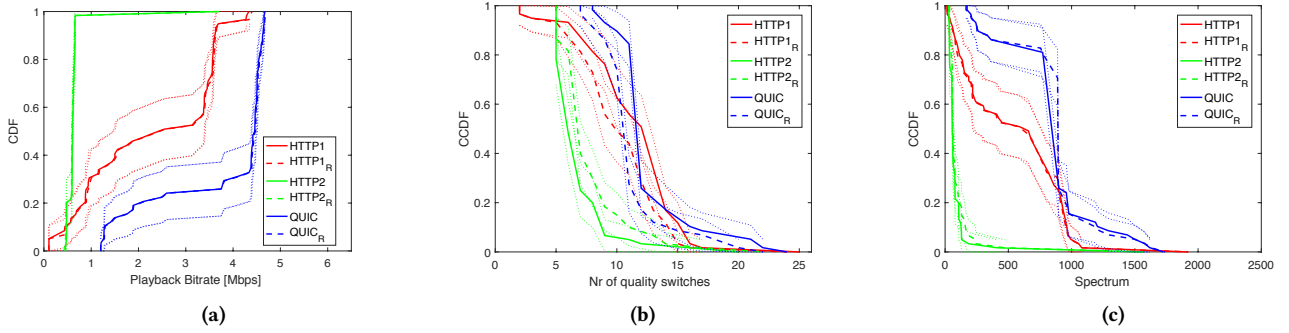 CDF
1
0.8
0.6
0.4
0.2
0
0 1 2 3 4 5 6
Playback Bitrate [Mbps]
HTTP1
HTTP1R
HTTP2
HTTP2R
QUIC
QUICR
(a)
CCDF
1
0.8
0.6
0.4
0.2
0
5 10 15 20 25
Nr of quality switches
HTTP1
HTTP1R
HTTP2
HTTP2R
QUIC
QUICR
(b)
CCDF
1
0.8
0.6
0.4
0.2
0
0 500 1000 1500 2000 2500
Spectrum
HTTP1
HTTP1R
HTTP2
HTTP2R
QUIC
QUICR
(c)